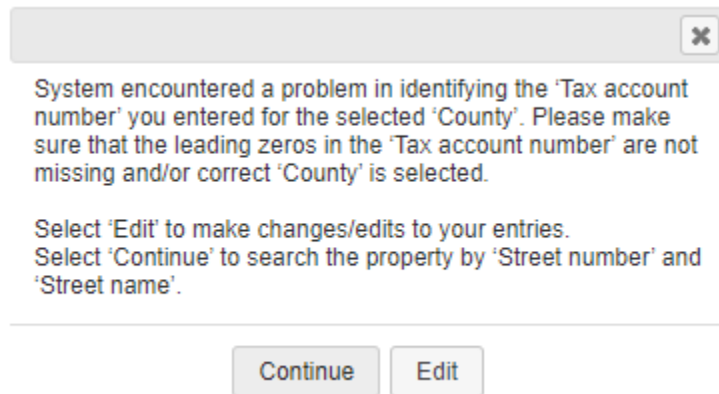 System encountered a problem in identifying the ‘Tax account
number’ you entered for the selected ‘County’. Please make
sure that the leading zeros in the ‘Tax account number’ are not
missing and/or correct ‘County’ is selected.
Select ‘Edit’ to make changes/edits to your entries.
Select ‘Continue’ to search the property by ‘Street number’ and
‘Street name’.
Continue
Edit